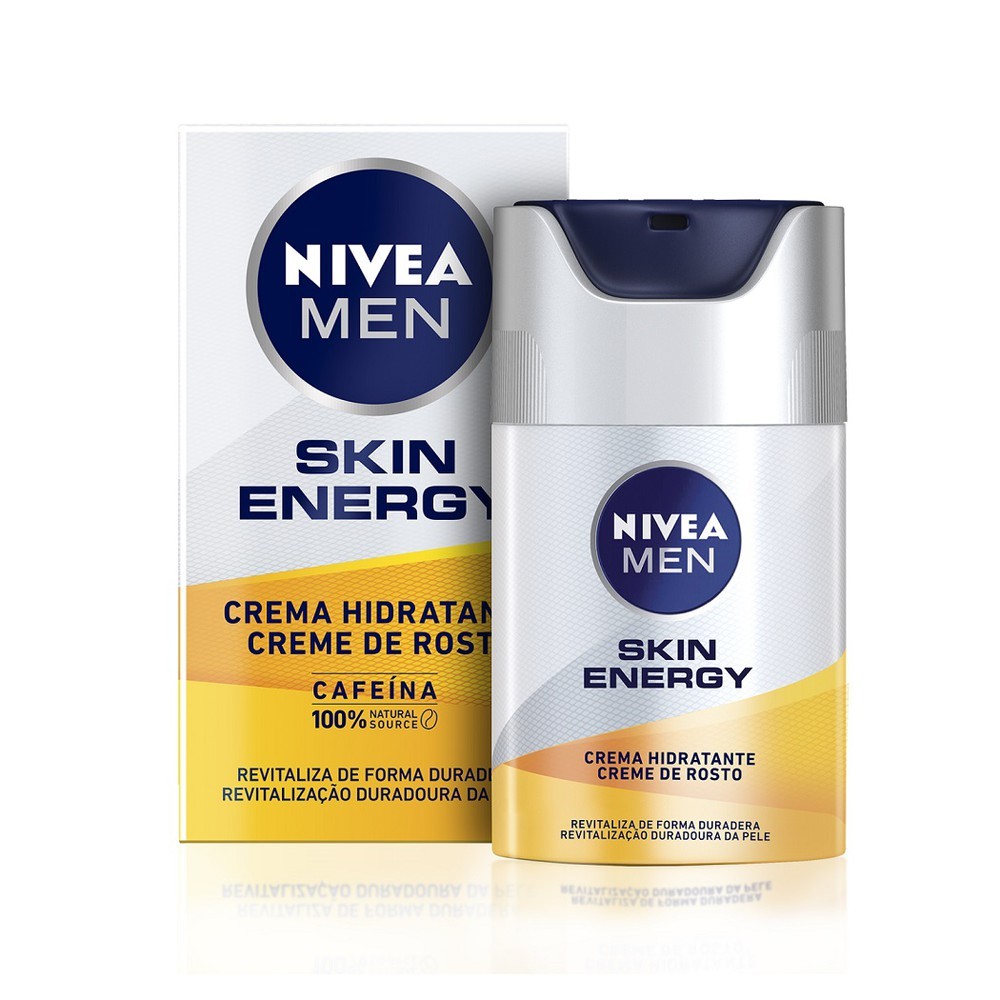 NIVEA
MEN
SKIN
ENERGY
CREMA HIDRATAN
CREME DE ROST
CAFEÍNA
100% NATURAL
SOURCE
REVITALIZA DE FORMA DURADE
REVITALIZAÇÃO DURADOURA DA
NIVEA
MEN
SKIN
ENERGY
CREMA HIDRATANTE
CREME DE ROSTO
REVITALIZA DE FORMA DURADERA
REVITALIZAÇÃO DURADOURA DA PELE